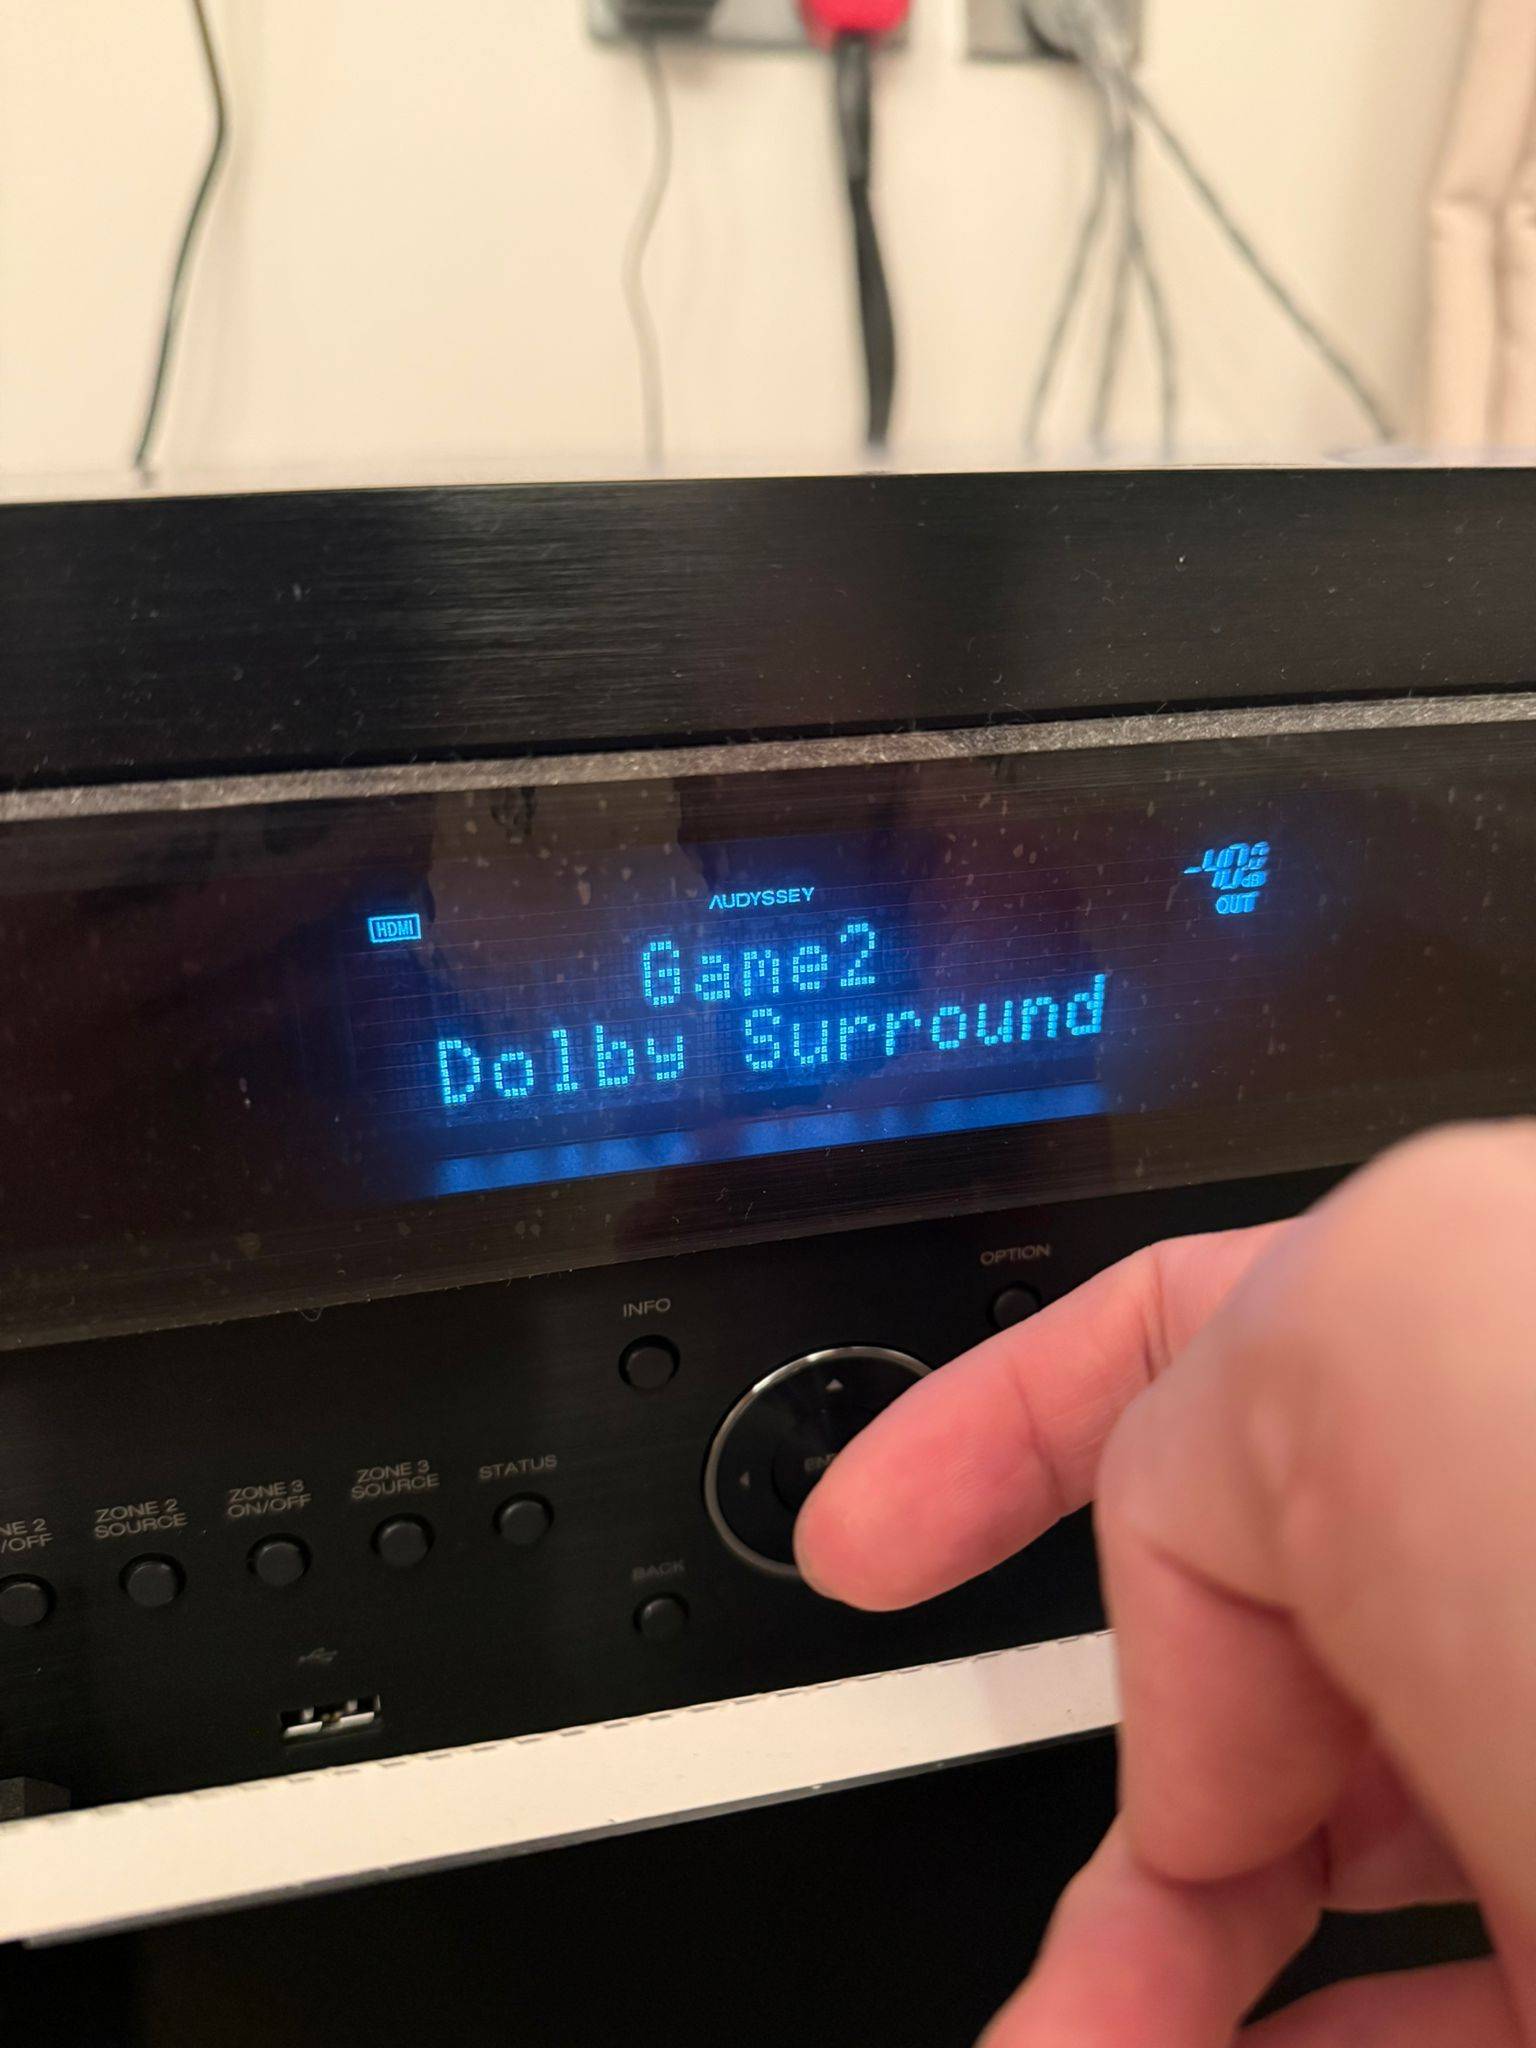 HDMI
AUDYSSEY
Game2
Dolby Surround
OUT
INFO
OPTION
ZONE 2
SOURCE
ZONE 3
ON/OFF
ZONE 3
SOURCE
STATUS
BACK